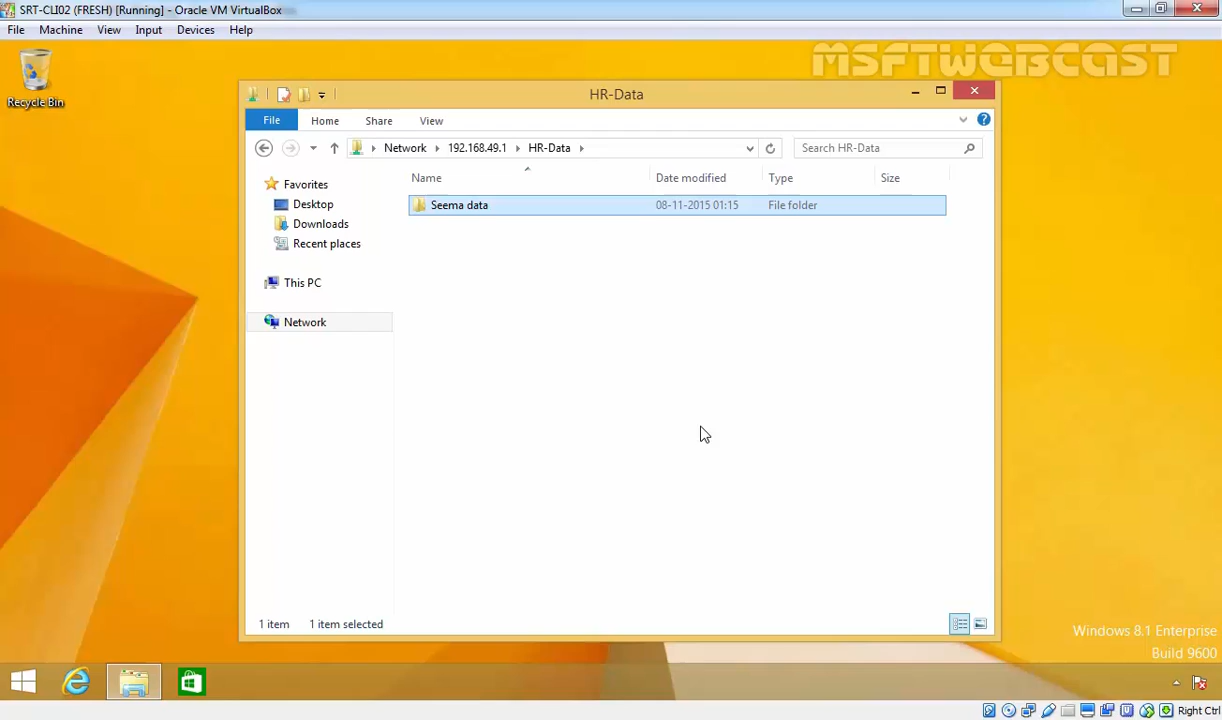 SRT-CLI02 (FRESH) [Running] - Oracle VM VirtualBox
File Machine View Input Devices Help
MSFTWEBCAST
Recycle Bin
HR-Data
File Home Share View
Network 192.168.49.1 HR-Data Search HR-Data
Name Date modified Type Size
Seema data 08-11-2015 01:15 File folder
Favorites
Desktop
Downloads
Recent places
This PC
Network
1 item 1 item selected
Windows 8.1 Enterprise
Build 9600
Right Ctrl